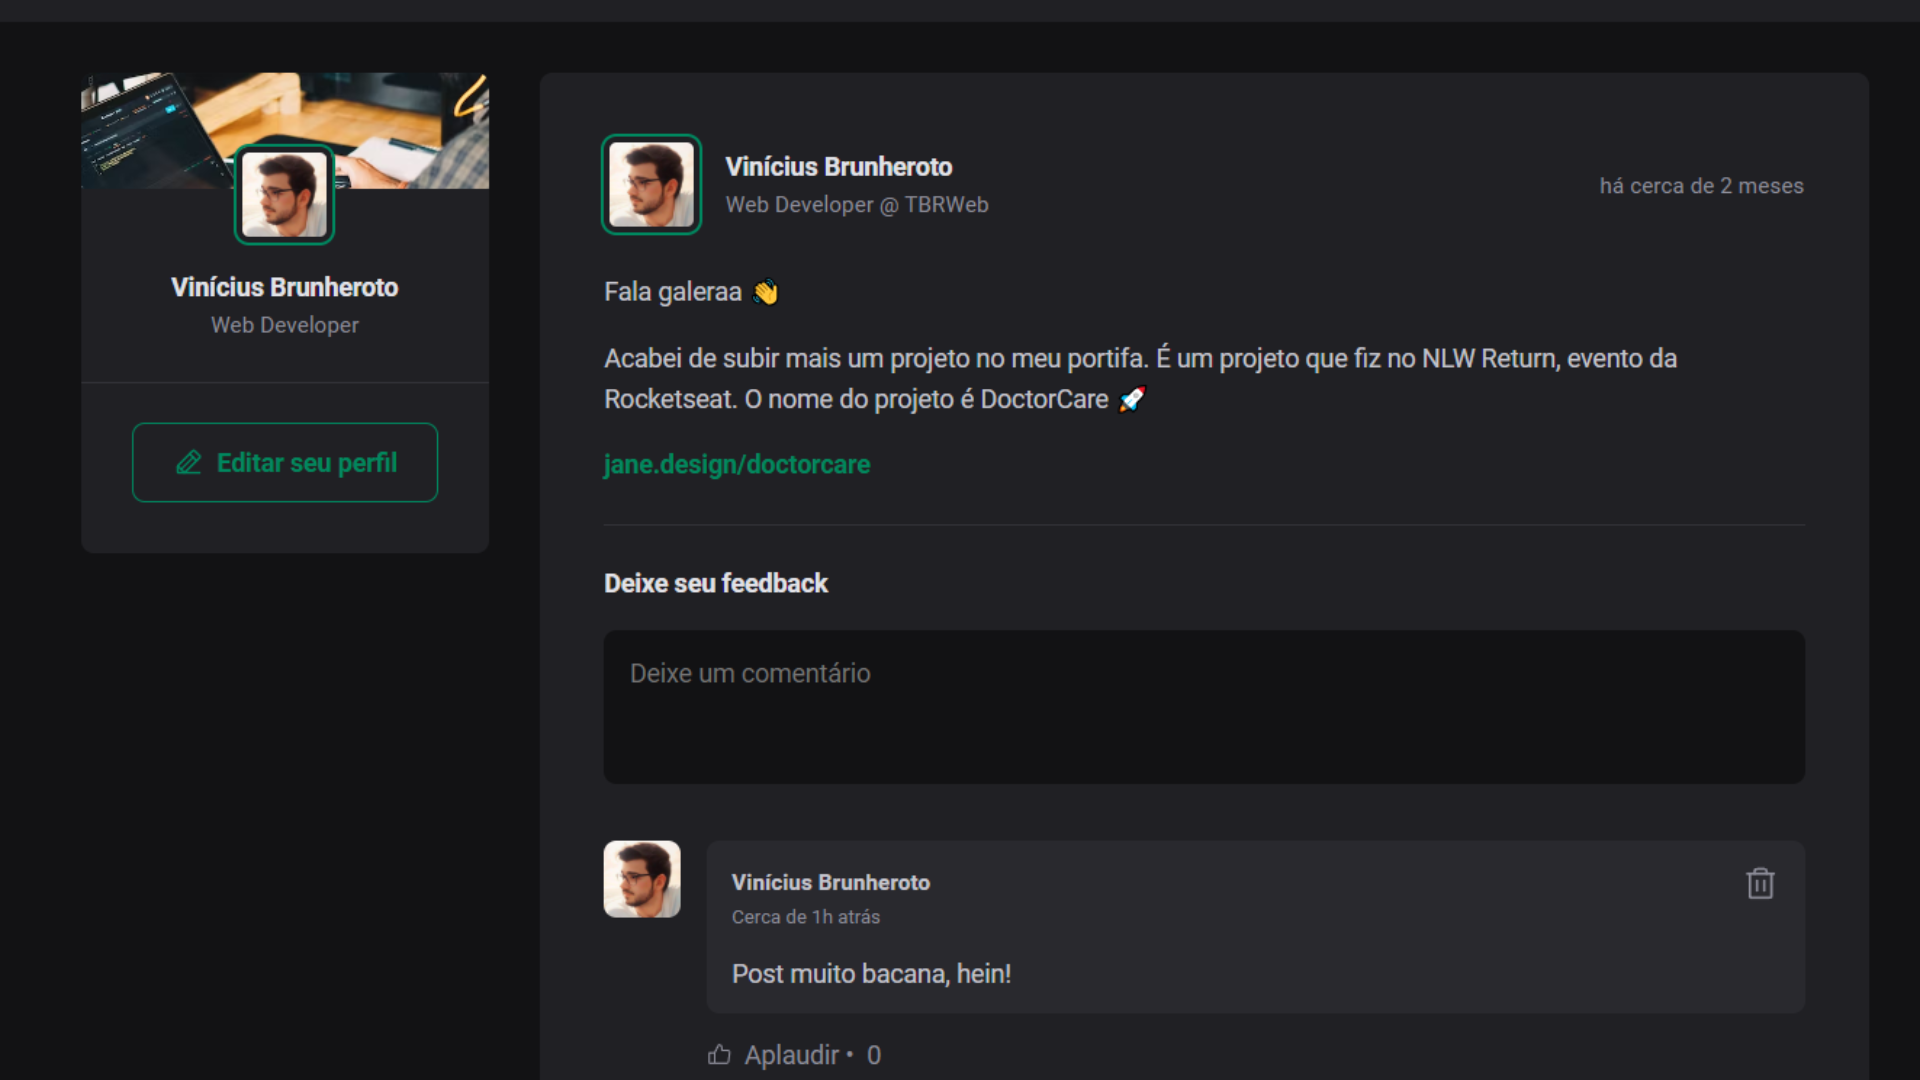 Vinícius Brunheroto
Web Developer
Editar seu perfil
Vinícius Brunheroto
Web Developer @ TBRWeb
há cerca de 2 meses
Fala galeraa 👋
Acabei de subir mais um projeto no meu portifa. É um projeto que fiz no NLW Return, evento da
Rocketseat. O nome do projeto é DoctorCare 🚀
jane.design/doctorcare
Deixe seu feedback
Deixe um comentário
Vinícius Brunheroto
Cerca de 1h atrás
Post muito bacana, hein!
Aplaudir • 0